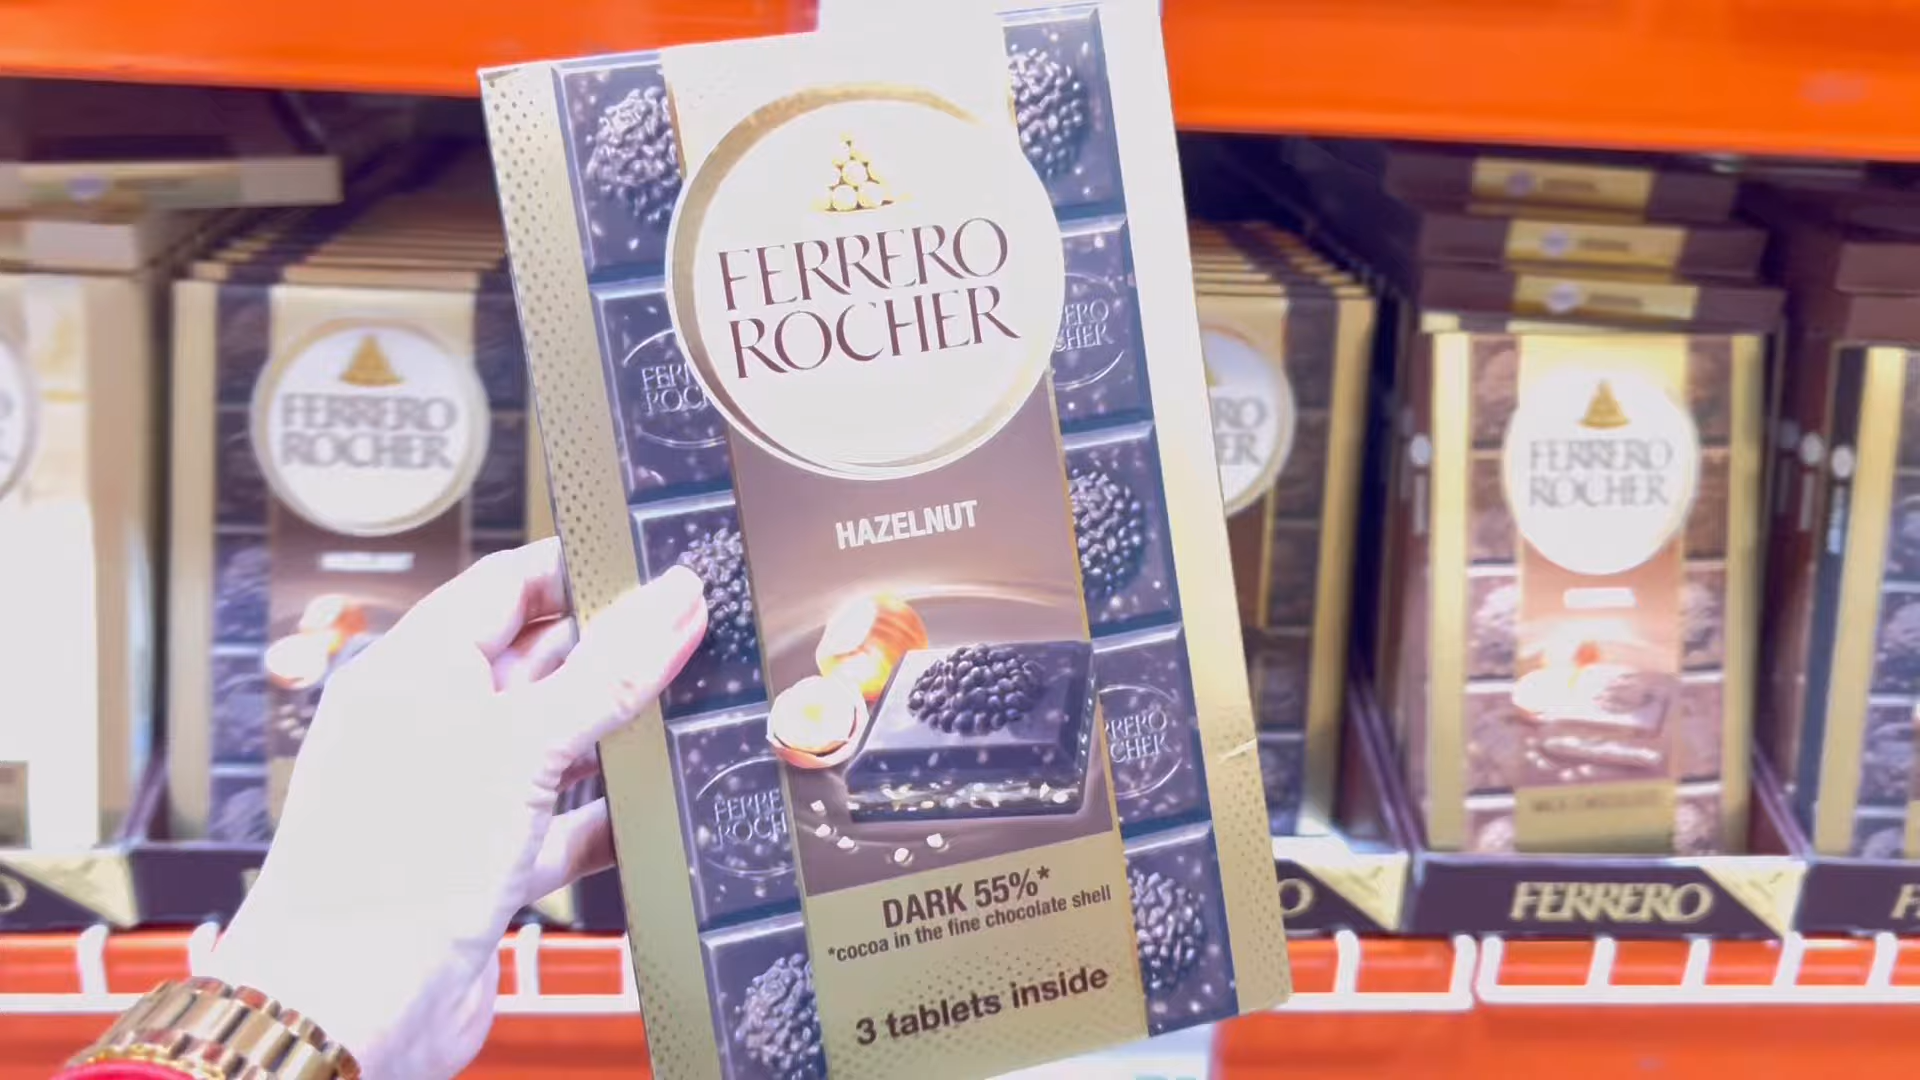 FERRERO
ROCHER
HAZELNUT
DARK 55%*
*cocoa in the fine chocolate shell
3 tablets inside
FERRERO
ROCHER
FERRERO
ROCHER
FERRERO